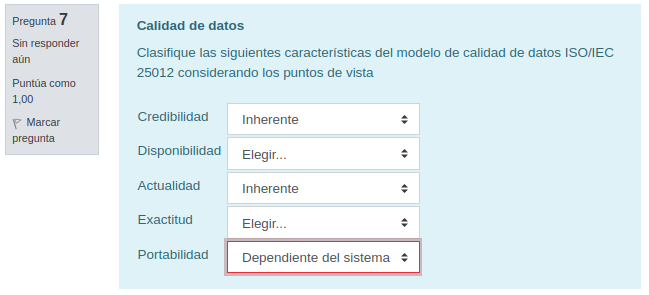 Pregunta 7
Sin responder
aún
Puntúa como
1,00
Marcar
pregunta
Calidad de datos
Clasifique las siguientes características del modelo de calidad de datos ISO/IEC
25012 considerando los puntos de vista
Credibilidad Inherente
Disponibilidad Elegir...
Actualidad Inherente
Exactitud Elegir...
Portabilidad Dependiente del sistema